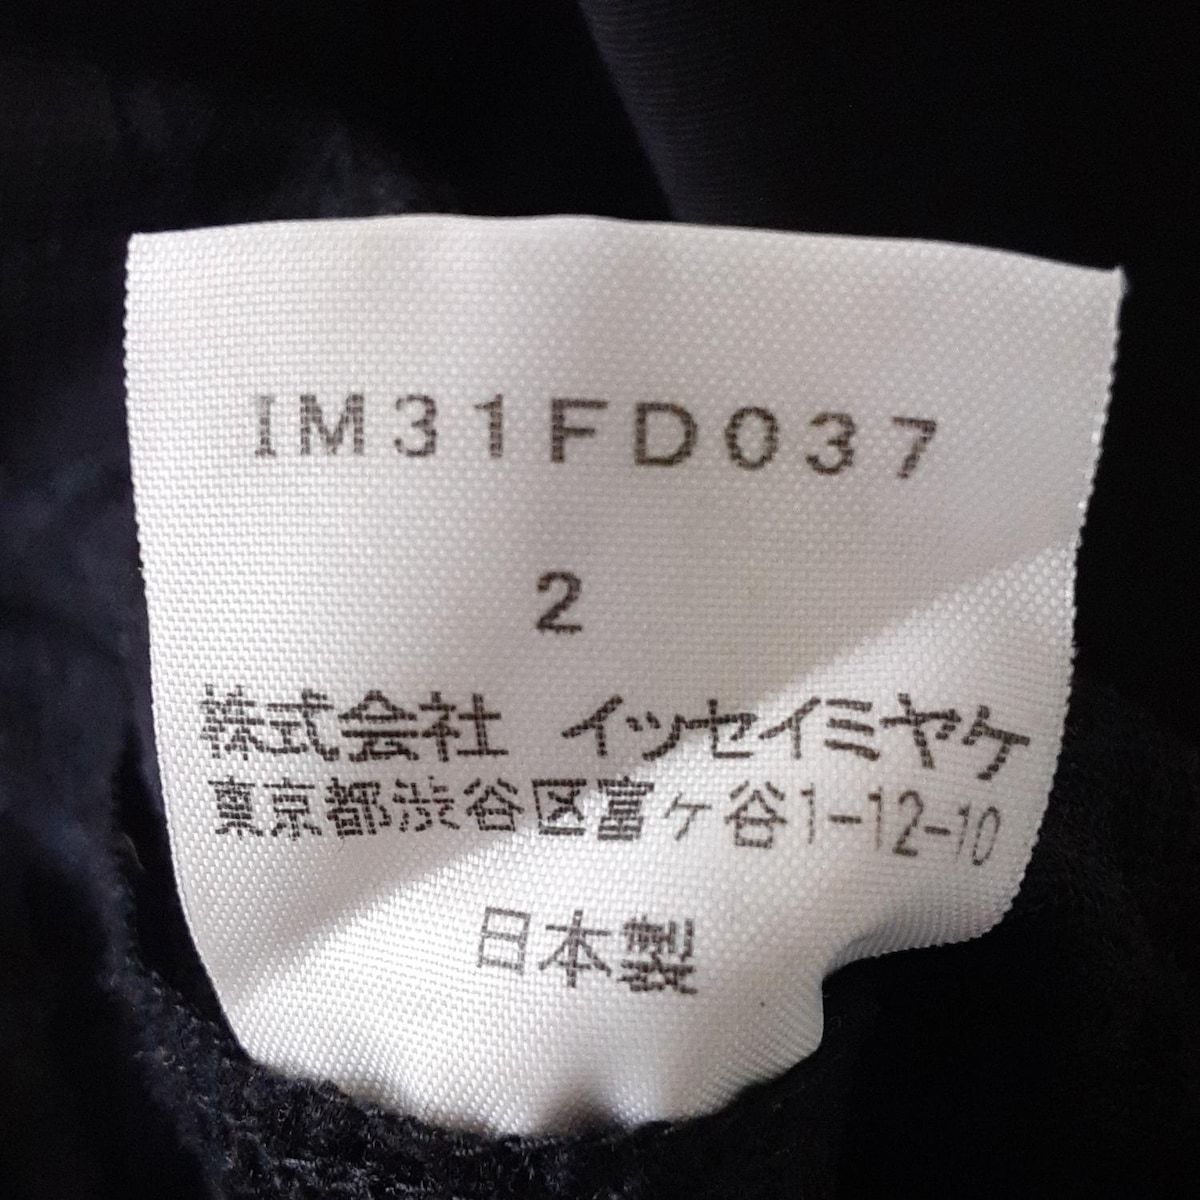 IM31FD037
2
株式会社 イッセイミヤケ
東京都渋谷区富ヶ谷1-12-10
日本製